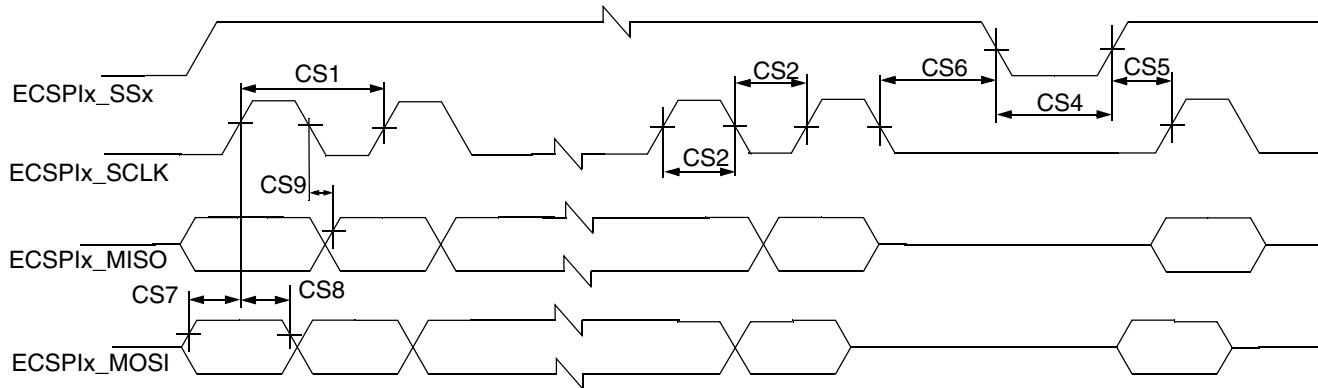 CS1
CS2
CS6
CS5
ECSPIx_SSx
CS4
CS2
ECSPIx_SCLK
CS9
ECSPIx_MISO
CS7
CS8
ECSPIx_MOSI